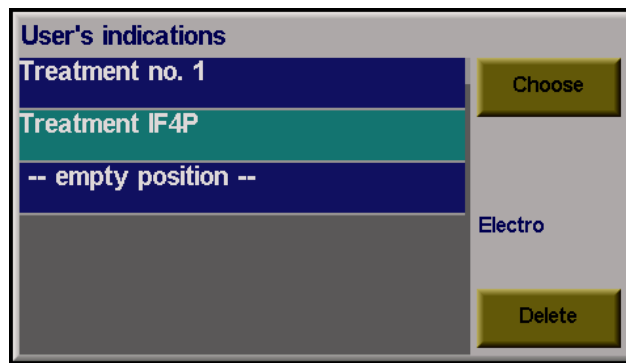 User's indications
Treatment no. 1
Choose
Treatment IF4P
-- empty position --
Electro
Delete